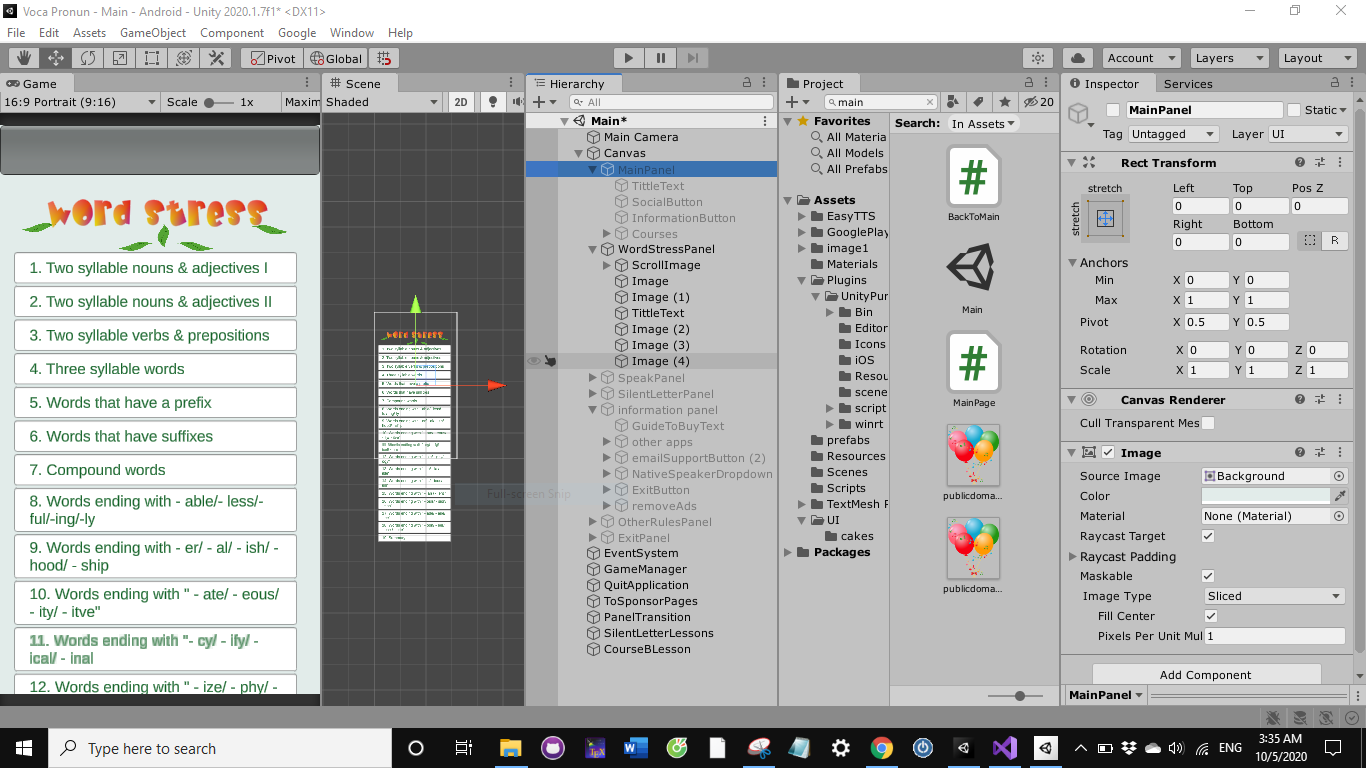 Voca Pronun - Main - Android - Unity 2020.1.7f1* <DX11>
File Edit Assets GameObject Component Google Window Help
Pivot Global Account Layers Layout
Game
16:9 Portrait (9:16) Scale 1x Maxim
word stress
1. Two syllable nouns & adjectives I
2. Two syllable nouns & adjectives II
3. Two syllable verbs & prepositions
4. Three syllable words
5. Words that have a prefix
6. Words that have suffixes
7. Compound words
8. Words ending with - able/- less/-
ful/-ing/-ly
9. Words ending with - er/ - al/ - ish/ -
hood/ - ship
10. Words ending with " - ate/ - eous/
- ity/ - itve"
11. Words ending with "- cy/ - ify/ -
ical/ - inal
12. Words ending with " - ize/ - phy/ -
Scene
Shaded 2D
Full-screen Snip
Hierarchy
All
Main*
Main Camera
Canvas
MainPanel
TittleText
SocialButton
InformationButton
Courses
WordStressPanel
ScrollImage
Image
Image (1)
TittleText
Image (2)
Image (3)
Image (4)
SpeakPanel
SilentLetterPanel
information panel
GuideToBuyText
other apps
emailSupportButton (2)
NativeSpeakerDropdown
ExitButton
removeAds
OtherRulesPanel
ExitPanel
EventSystem
GameManager
QuitApplication
ToSponsorPages
PanelTransition
SilentLetterLessons
CourseBLesson
Project
main 20
Favorites
All Materia
All Models
All Prefabs
Assets
EasyTTS
GooglePlay
image1
Materials
Plugins
UnityPur
Bin
Editor
Icons
iOS
Resou
scene
script
winrt
prefabs
Resources
Scenes
Scripts
TextMesh P
UI
cakes
Packages
Search: In Assets
#
BackToMain
Main
#
MainPage
publicdoma...
publicdoma...
Inspector Services
MainPanel Static
Tag Untagged Layer UI
Rect Transform
stretch
stretch
Left Top Pos Z
0 0 0
Right Bottom
0 0 R
Anchors
Min X 0 Y 0
Max X 1 Y 1
Pivot X 0.5 Y 0.5
Rotation X 0 Y 0 Z 0
Scale X 1 Y 1 Z 1
Canvas Renderer
Cull Transparent Mes
Image
Source Image Background
Color
Material None (Material)
Raycast Target
Raycast Padding
Maskable
Image Type Sliced
Fill Center
Pixels Per Unit Mul 1
Add Component
MainPanel
Type here to search
ENG
3:35 AM
10/5/2020